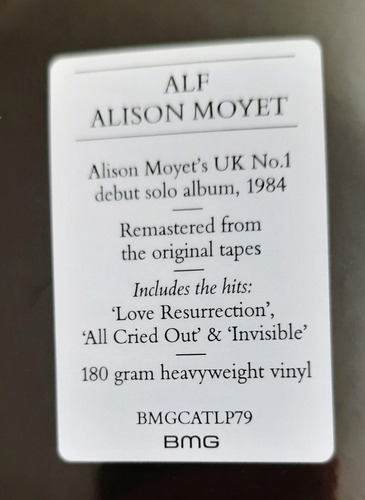 ALF
ALISON MOYET
Alison Moyet's UK No.1
debut solo album, 1984
Remastered from
the original tapes
Includes the hits:
'Love Resurrection',
'All Cried Out' & 'Invisible'
180 gram heavyweight vinyl
BMGCATLP79
BMG